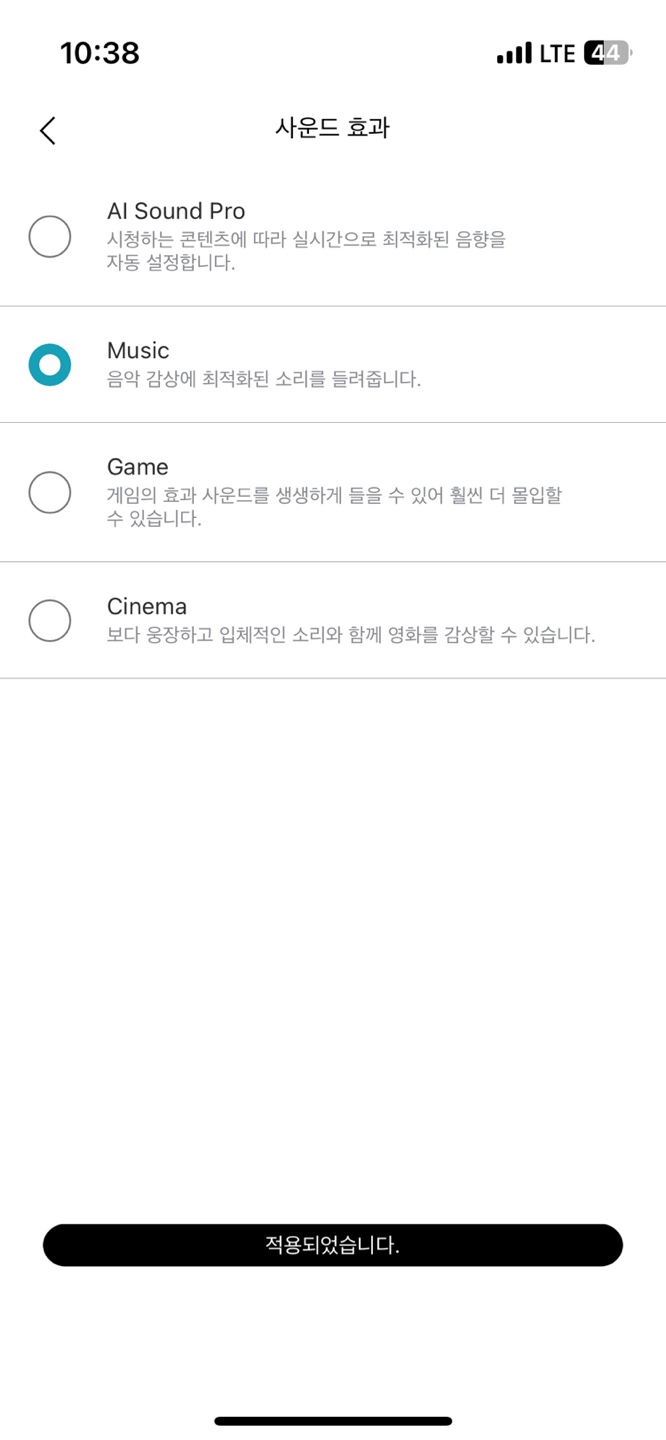 10:38
LTE 44
사운드 효과
AI Sound Pro
시청하는 콘텐츠에 따라 실시간으로 최적화된 음향을
자동 설정합니다.
Music
음악 감상에 최적화된 소리를 들려줍니다.
Game
게임의 효과 사운드를 생생하게 들을 수 있어 훨씬 더 몰입할
수 있습니다.
Cinema
보다 웅장하고 입체적인 소리와 함께 영화를 감상할 수 있습니다.
적용되었습니다.